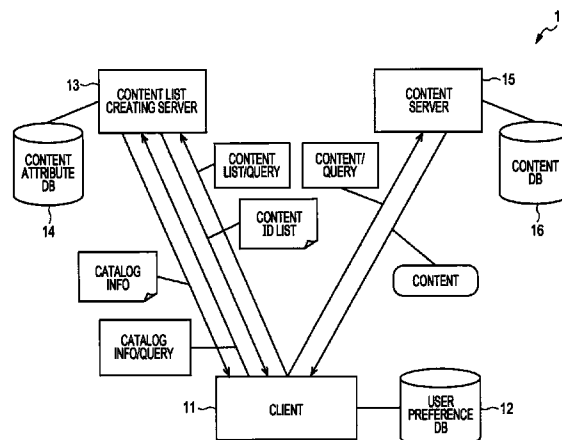 1
13
CONTENT LIST
CREATING SERVER
15
CONTENT
SERVER
CONTENT
ATTRIBUTE
DB
14
CONTENT
LIST/QUERY
CONTENT/
QUERY
CONTENT DB
16
CONTENT
ID LIST
CATALOG
INFO
CONTENT
CATALOG
INFO/QUERY
11
CLIENT
USER
PREFERENCE
DB
12